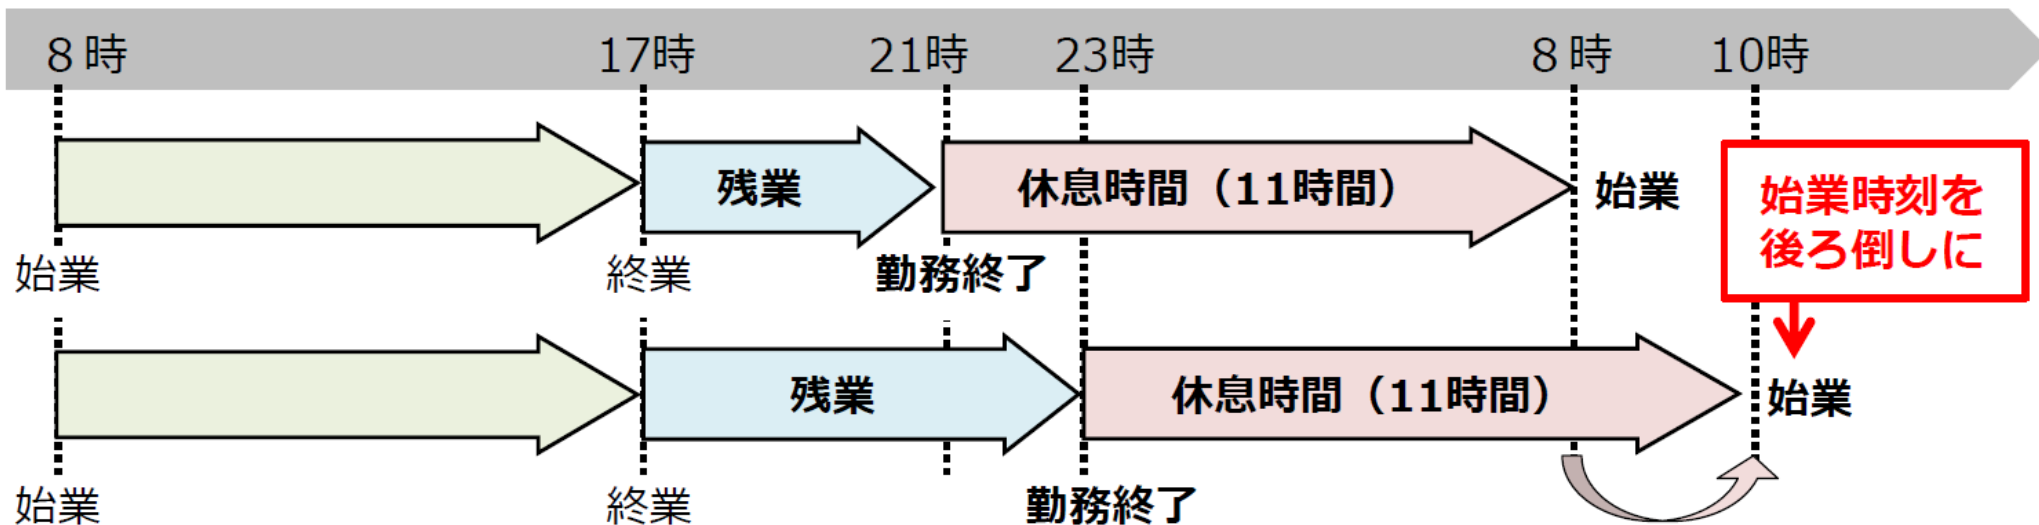 8時 17時 21時 23時 8時 10時
残業 休息時間（11時間） 始業
始業時刻を
後ろ倒しに
始業 終業 勤務終了
残業 休息時間（11時間） 始業
始業 終業 勤務終了